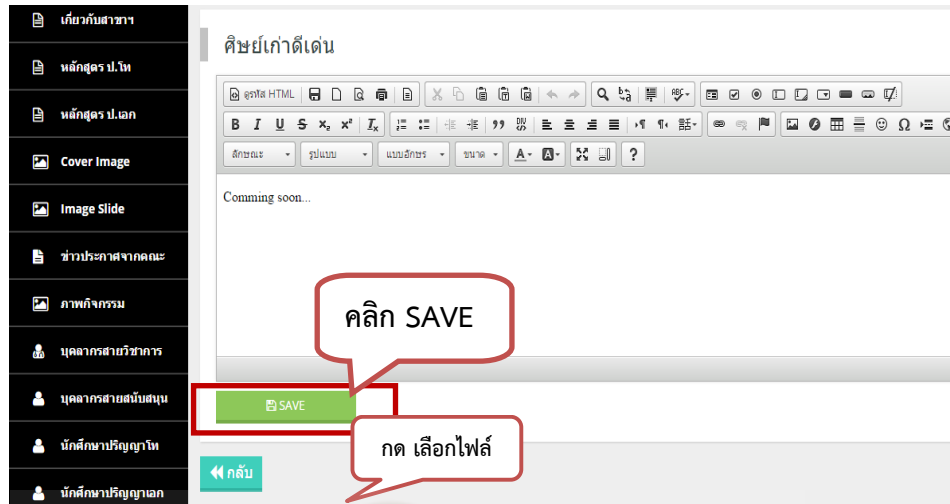 เกี่ยวกับสาขาฯ
หลักสูตร ป.โท
หลักสูตร ป.เอก
Cover Image
Image Slide
ข่าวประกาศจากคณะ
ภาพกิจกรรม
บุคลากรสายวิชาการ
บุคลากรสายสนับสนุน
นักศึกษาปริญญาโท
นักศึกษาปริญญาเอก
ศิษย์เก่าดีเด่น
ดูรหัส HTML
B I U S x₂ x² Iₓ
ลักษณะ รูปแบบ แบบอักษร ขนาด A A ?
Comming soon...
คลิก SAVE
SAVE
กด เลือกไฟล์
กลับ